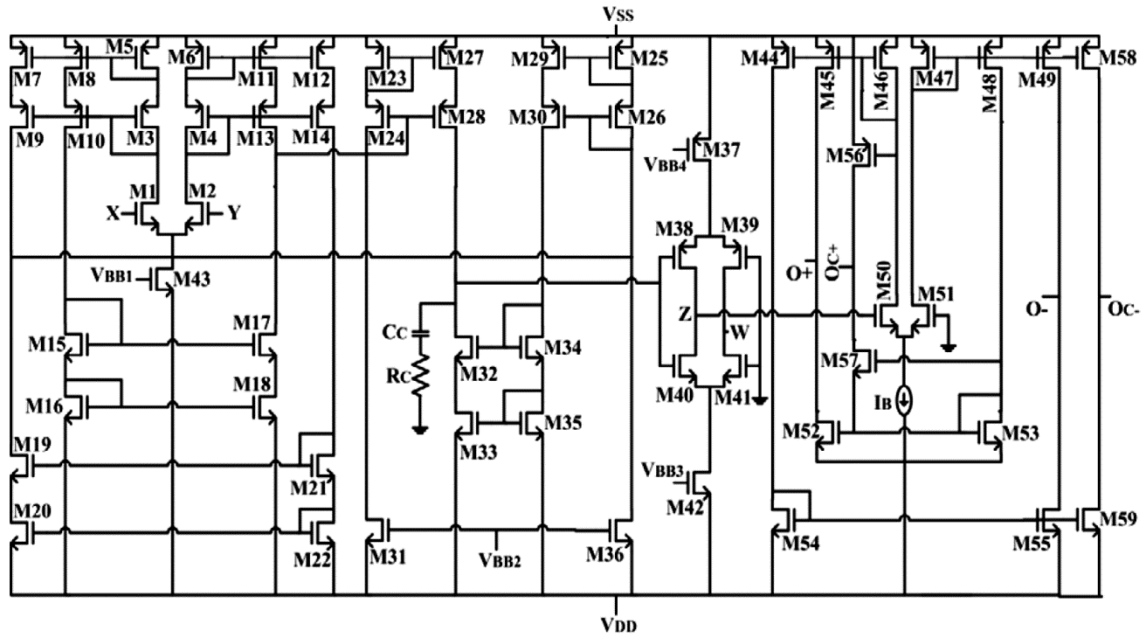 VSS
M5 M6 M29 M25 M44
M7 M8 M11 M12 M23 M27 M45 M46 M47 M48 M49 M58
M9 M10 M3 M4 M13 M14 M24 M28 M30 M26
M37 VBB4 M56
M1 M2
X Y
M38 M39
VBB1 M43
O+ OC+ M50 M51 O- OC-
Z W
M15 M17 CC M34
M32 M57
RC M40 M41
M16 M18 IB
M35 M33
M52 M53
M19 M21
VBB3 M42
M20 M22
M31 VBB2 M36 M54 M55 M59
VDD